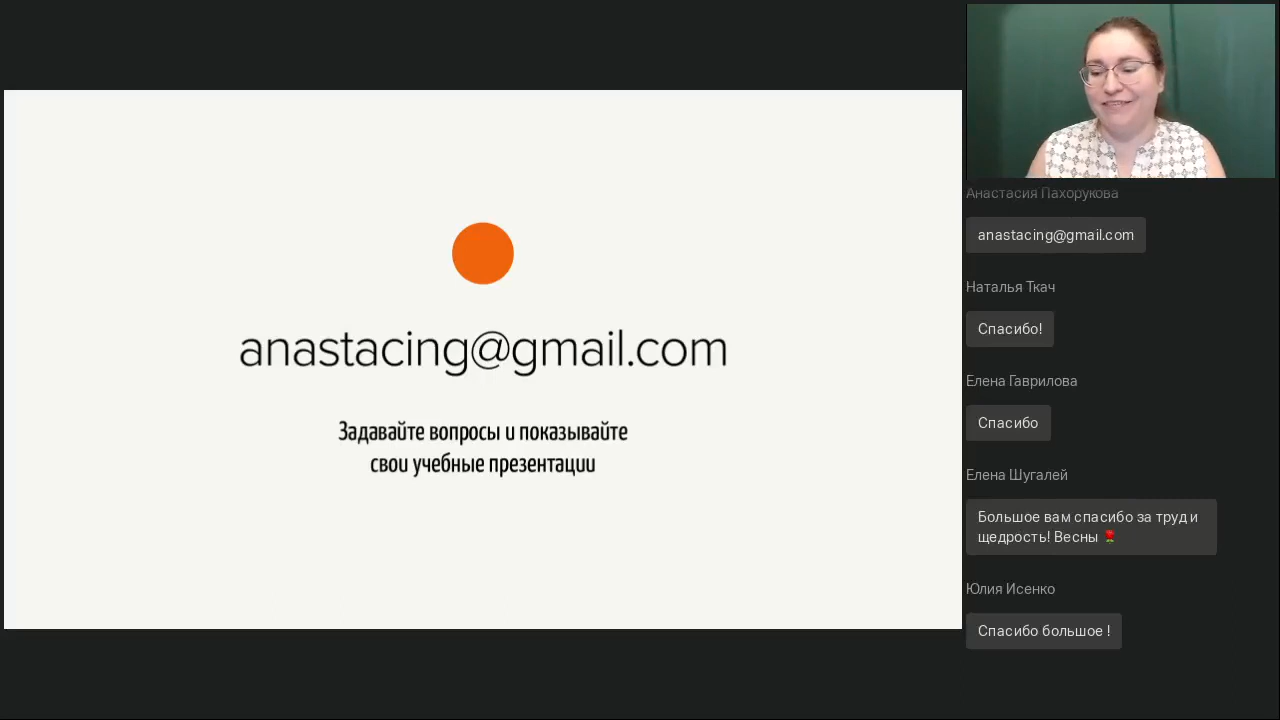 anastacing@gmail.com
Задавайте вопросы и показывайте
свои учебные презентации
Анастасия Пахорукова
anastacing@gmail.com
Наталья Ткач
Спасибо!
Елена Гаврилова
Спасибо
Елена Шугалей
Большое вам спасибо за труд и
щедрость! Весны 🌹
Юлия Исенко
Спасибо большое !